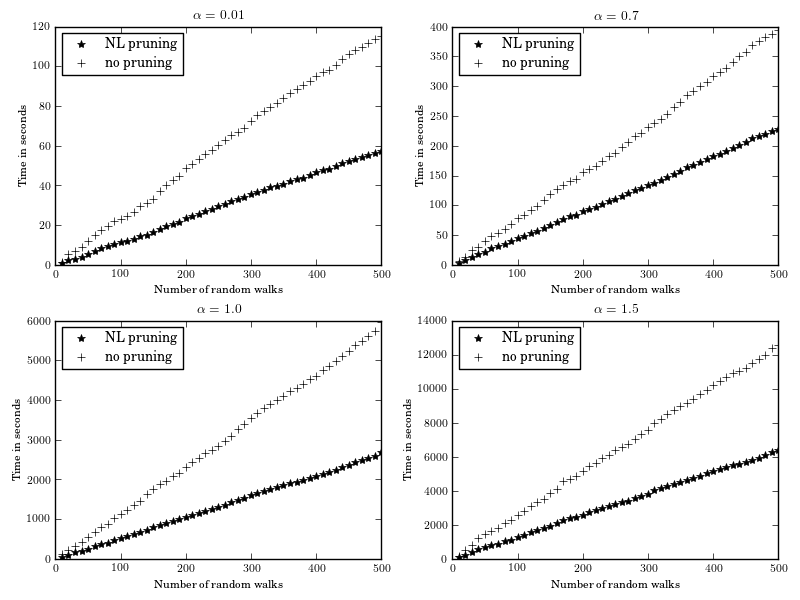 α = 0.01
120
100
80
60
40
20
0
Time in seconds
NL pruning
no pruning
0 100 200 300 400 500
Number of random walks
α = 0.7
400
350
300
250
200
150
100
50
0
Time in seconds
NL pruning
no pruning
0 100 200 300 400 500
Number of random walks
α = 1.0
6000
5000
4000
3000
2000
1000
0
Time in seconds
NL pruning
no pruning
0 100 200 300 400 500
Number of random walks
α = 1.5
14000
12000
10000
8000
6000
4000
2000
0
Time in seconds
NL pruning
no pruning
0 100 200 300 400 500
Number of random walks